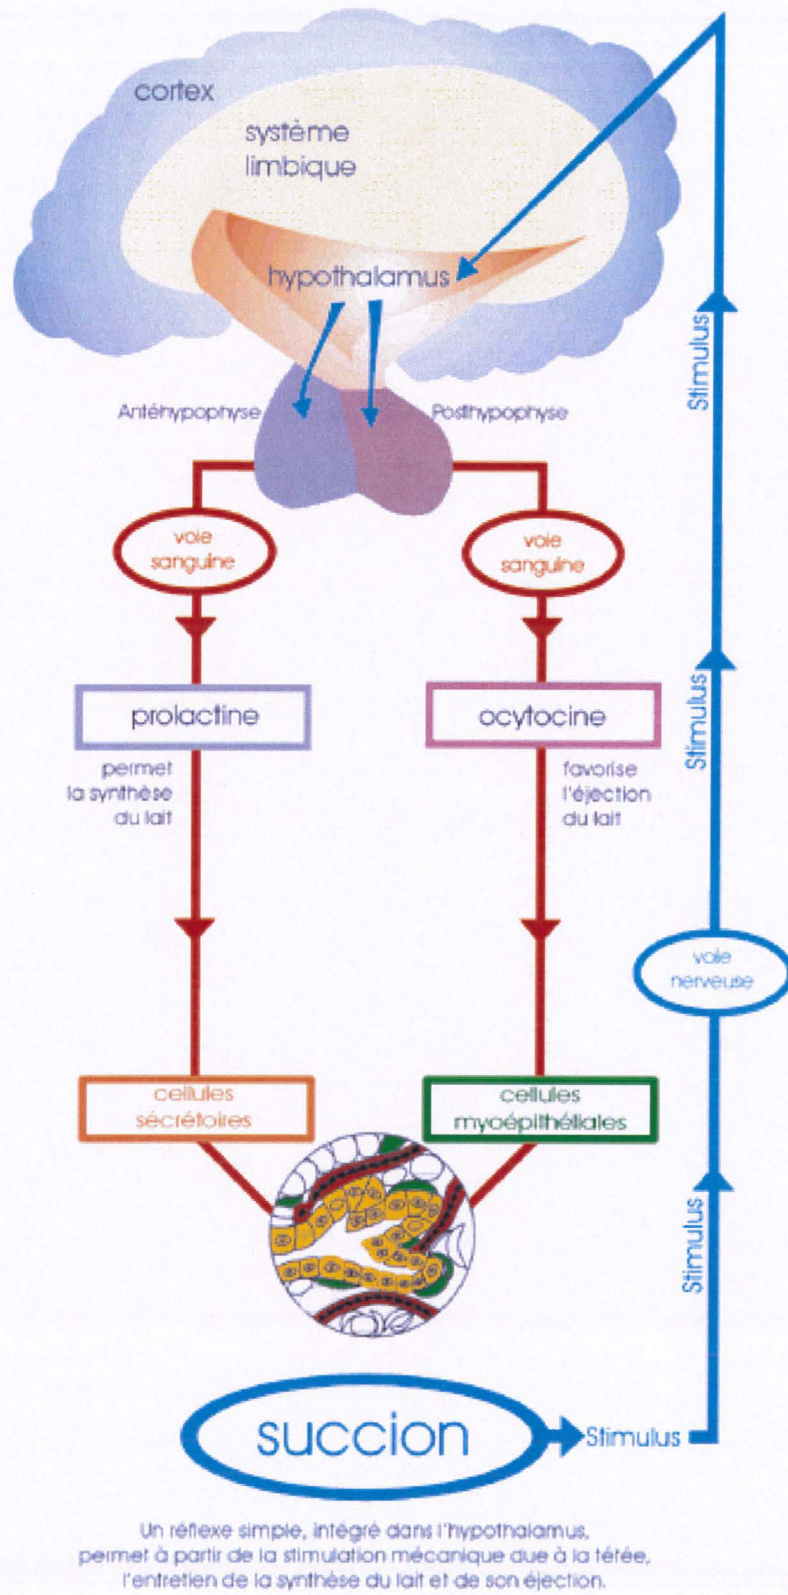 cortex
système
limbique
hypothalamus
Antéhypophyse
Posthypophyse
voie
sanguine
voie
sanguine
prolactine
ocytocine
permet
la synthèse
du lait
favorise
l'éjection
du lait
cellules
sécrétoires
cellules
myoépithéliales
Stimulus
Stimulus
voie
nerveuse
Stimulus
succion
Stimulus
Un réflexe simple, intégré dans l'hypothalamus,
permet à partir de la stimulation mécanique due à la tétée,
l'entretien de la synthèse du lait et de son éjection.